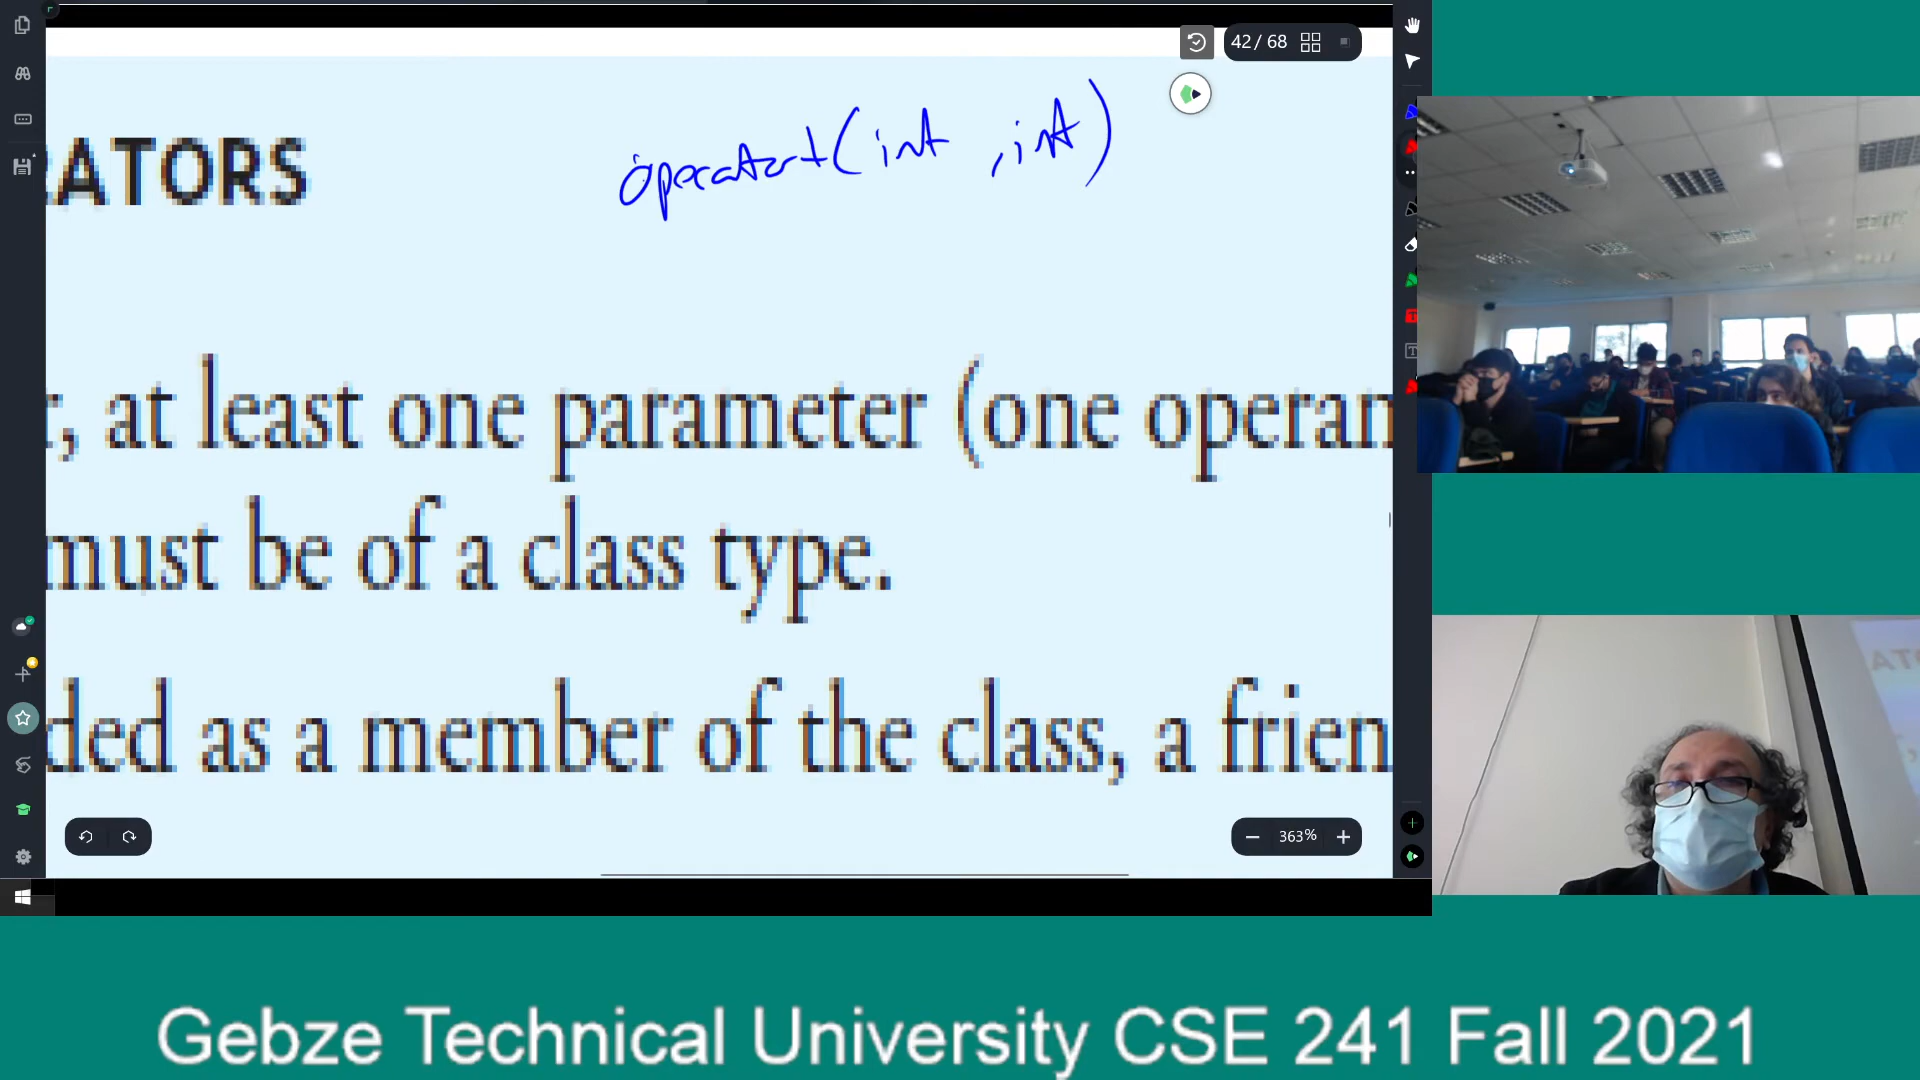 42 / 68
operator+(int ,int)
RATORS
, at least one parameter (one operan
must be of a class type.
ded as a member of the class, a frien
363%
Gebze Technical University CSE 241 Fall 2021